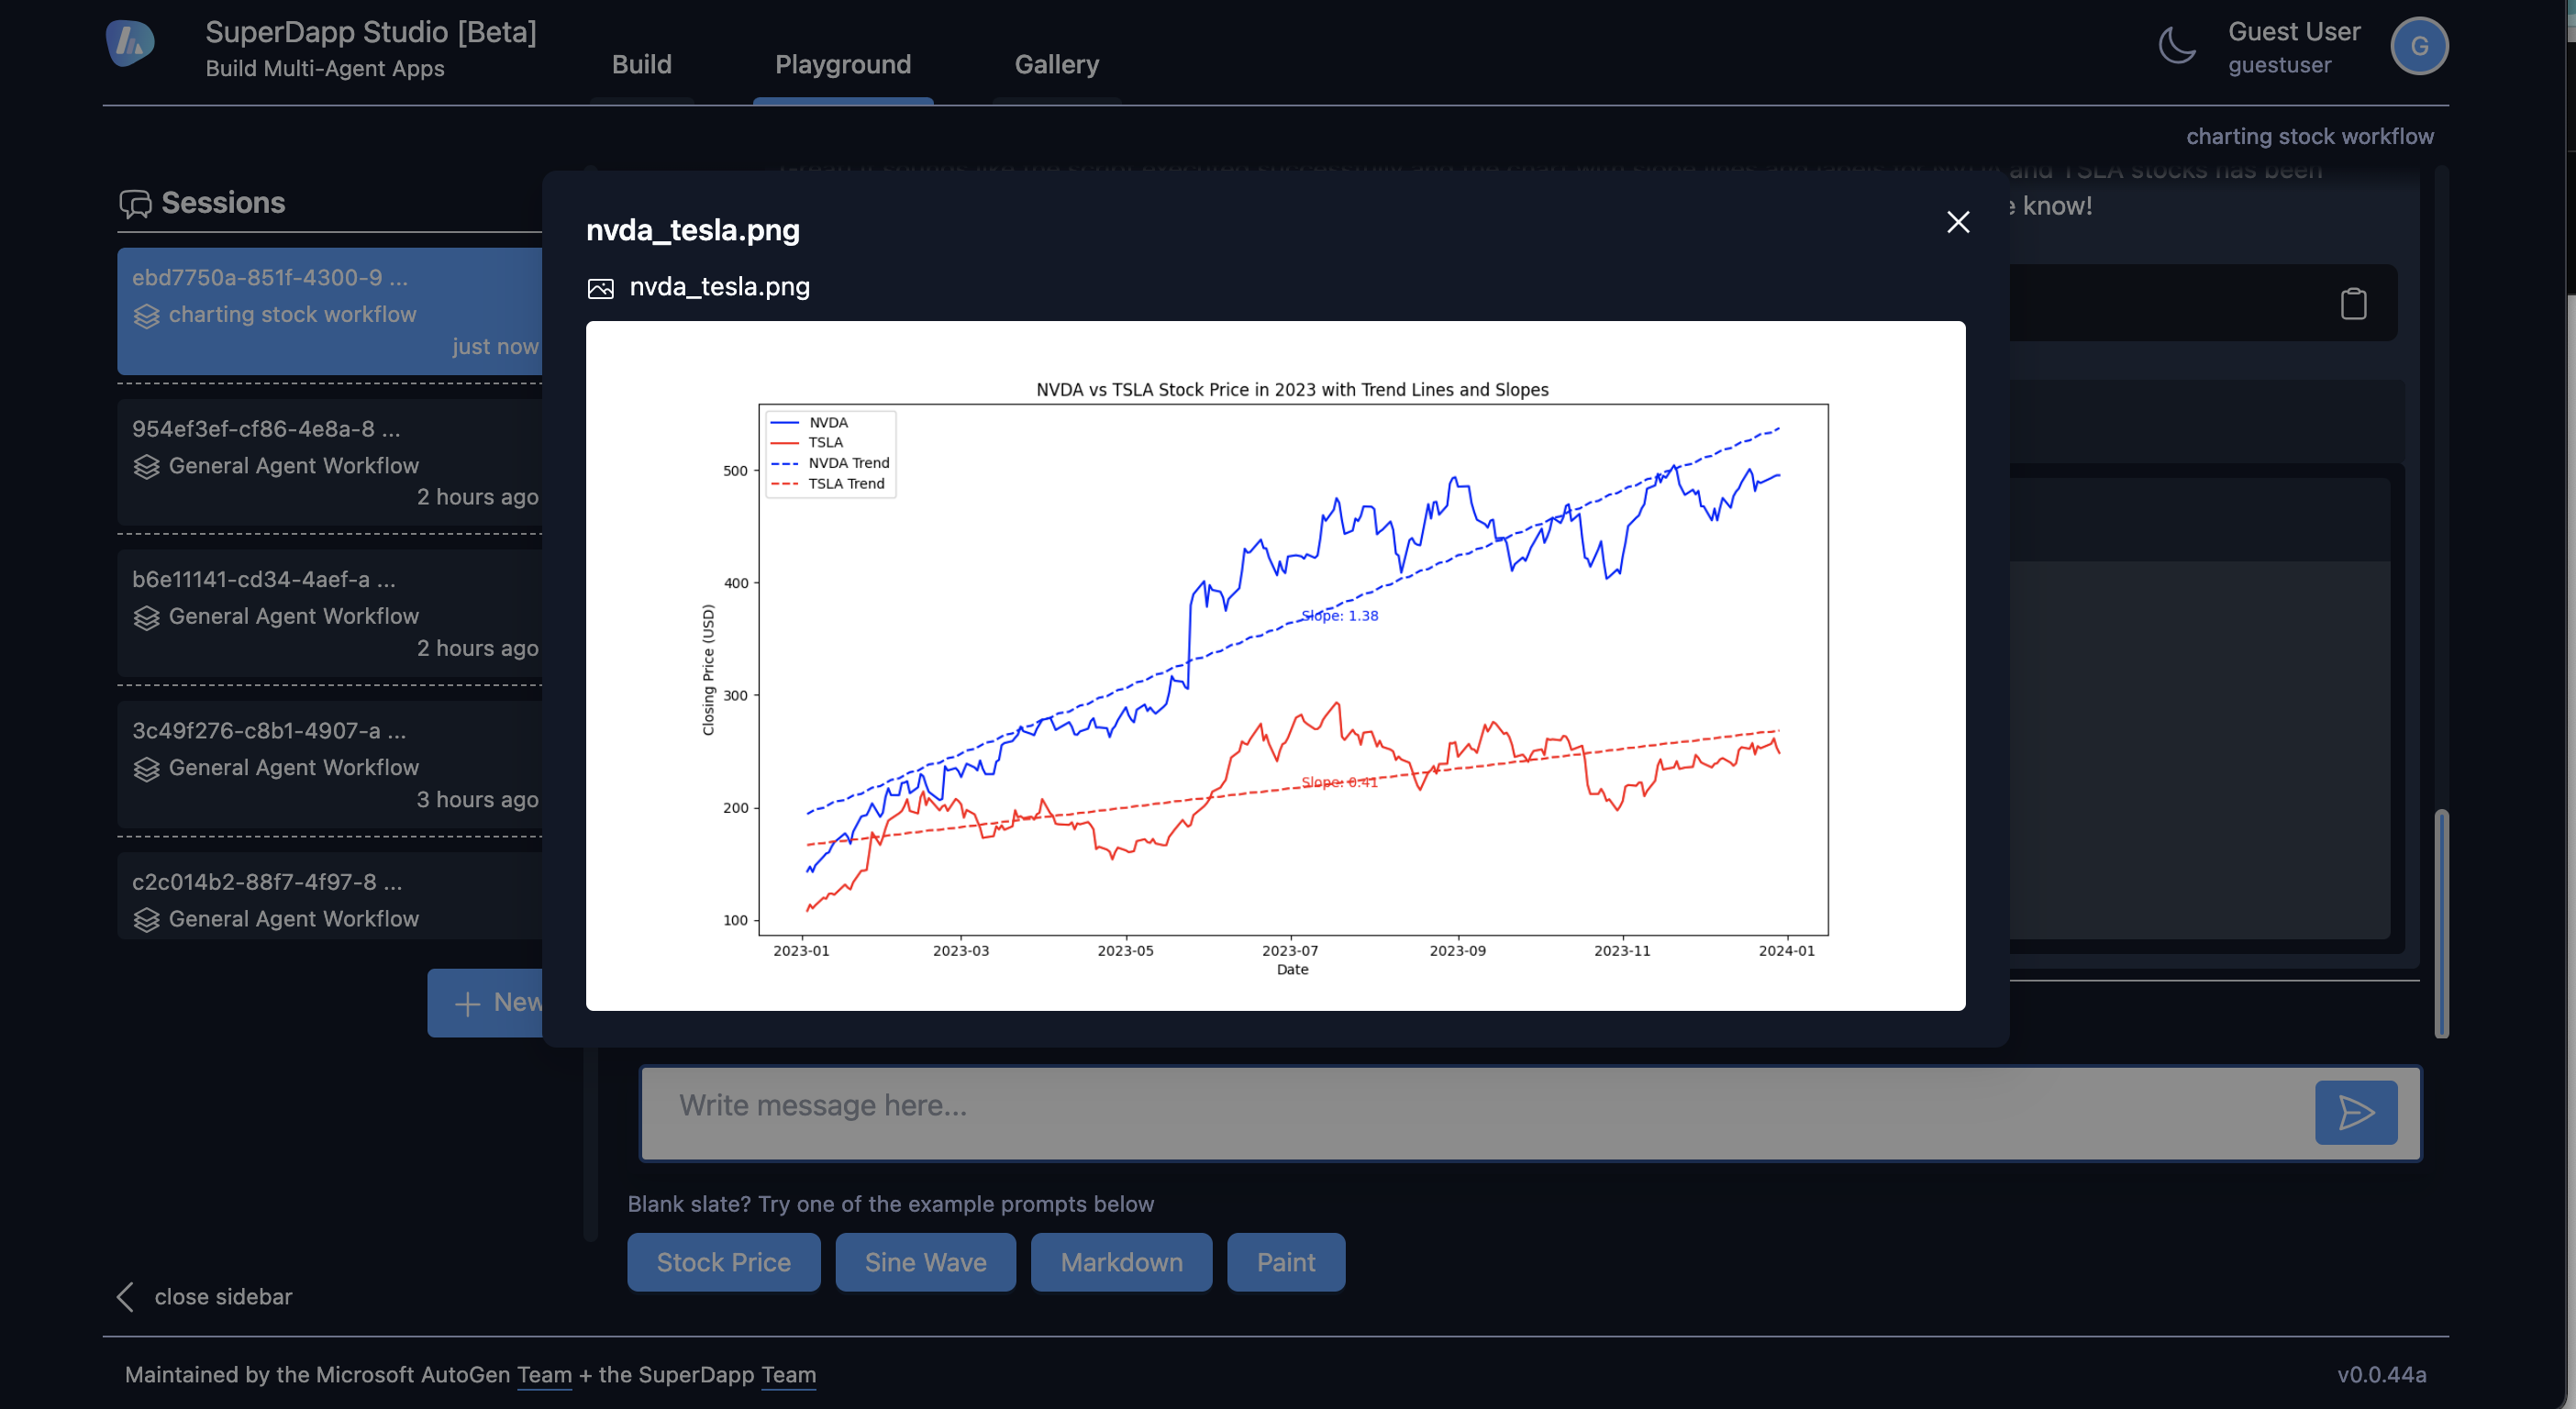 SuperDapp Studio [Beta]
Build Multi-Agent Apps
Build
Playground
Gallery
Guest User
guestuser
G
charting stock workflow
Sessions
ebd7750a-851f-4300-9 ...
charting stock workflow
just now
954ef3ef-cf86-4e8a-8 ...
General Agent Workflow
2 hours ago
b6e11141-cd34-4aef-a ...
General Agent Workflow
2 hours ago
3c49f276-c8b1-4907-a ...
General Agent Workflow
3 hours ago
c2c014b2-88f7-4f97-8 ...
General Agent Workflow
New
close sidebar
and TSLA stocks has been
know!
nvda_tesla.png
nvda_tesla.png
NVDA vs TSLA Stock Price in 2023 with Trend Lines and Slopes
NVDA
TSLA
NVDA Trend
TSLA Trend
Closing Price (USD)
500
400
300
200
100
Slope: 1.38
Slope: 0.41
2023-01
2023-03
2023-05
2023-07
2023-09
2023-11
2024-01
Date
Write message here...
Blank slate? Try one of the example prompts below
Stock Price
Sine Wave
Markdown
Paint
Maintained by the Microsoft AutoGen Team + the SuperDapp Team
v0.0.44a